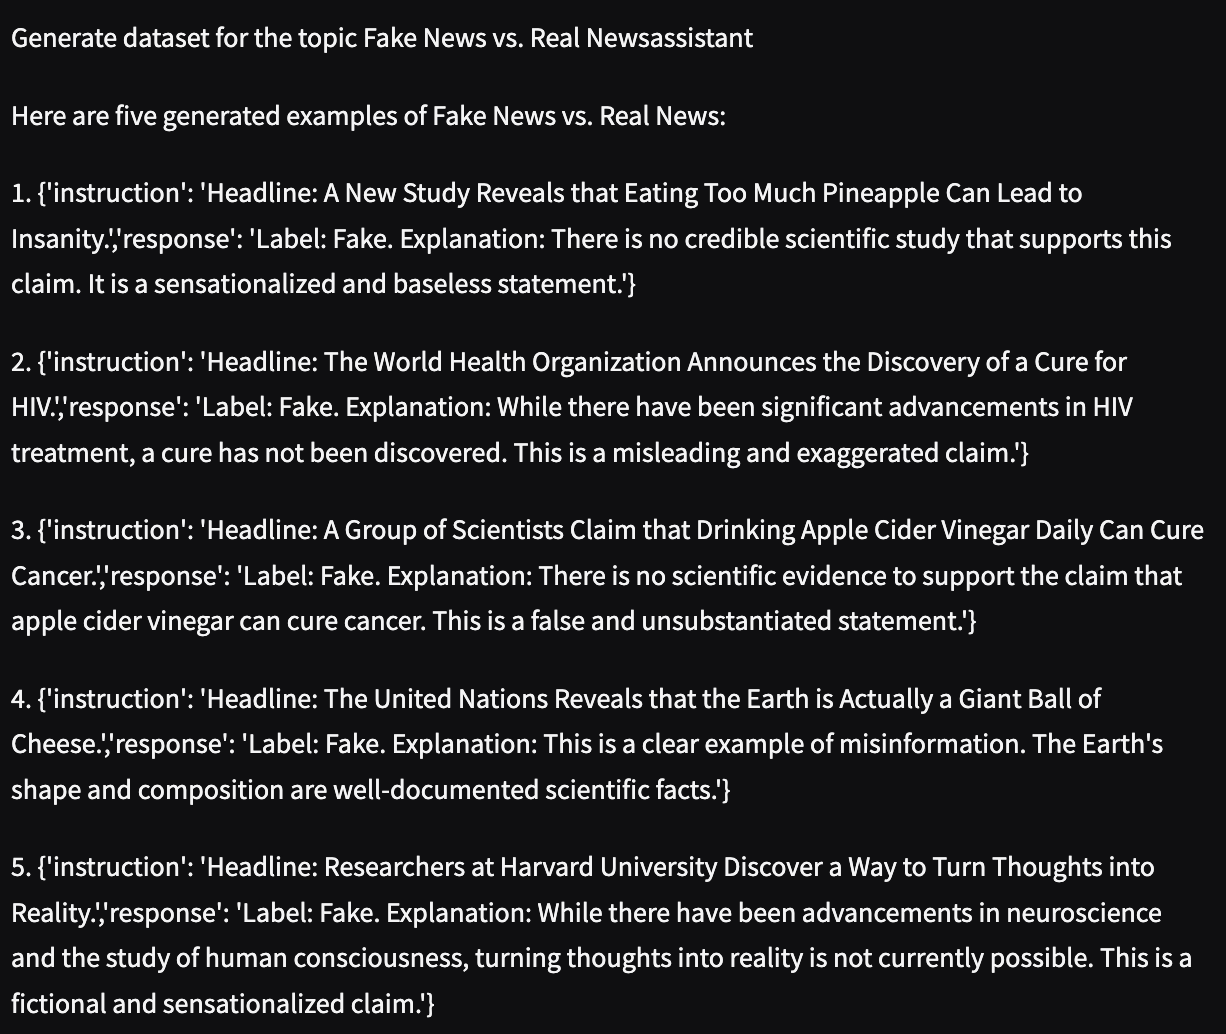 Generate dataset for the topic Fake News vs. Real Newsassistant
Here are five generated examples of Fake News vs. Real News:
1. {'instruction': 'Headline: A New Study Reveals that Eating Too Much Pineapple Can Lead to
Insanity.','response': 'Label: Fake. Explanation: There is no credible scientific study that supports this
claim. It is a sensationalized and baseless statement.'}
2. {'instruction': 'Headline: The World Health Organization Announces the Discovery of a Cure for
HIV.','response': 'Label: Fake. Explanation: While there have been significant advancements in HIV
treatment, a cure has not been discovered. This is a misleading and exaggerated claim.'}
3. {'instruction': 'Headline: A Group of Scientists Claim that Drinking Apple Cider Vinegar Daily Can Cure
Cancer.','response': 'Label: Fake. Explanation: There is no scientific evidence to support the claim that
apple cider vinegar can cure cancer. This is a false and unsubstantiated statement.'}
4. {'instruction': 'Headline: The United Nations Reveals that the Earth is Actually a Giant Ball of
Cheese.','response': 'Label: Fake. Explanation: This is a clear example of misinformation. The Earth's
shape and composition are well-documented scientific facts.'}
5. {'instruction': 'Headline: Researchers at Harvard University Discover a Way to Turn Thoughts into
Reality.','response': 'Label: Fake. Explanation: While there have been advancements in neuroscience
and the study of human consciousness, turning thoughts into reality is not currently possible. This is a
fictional and sensationalized claim.'}